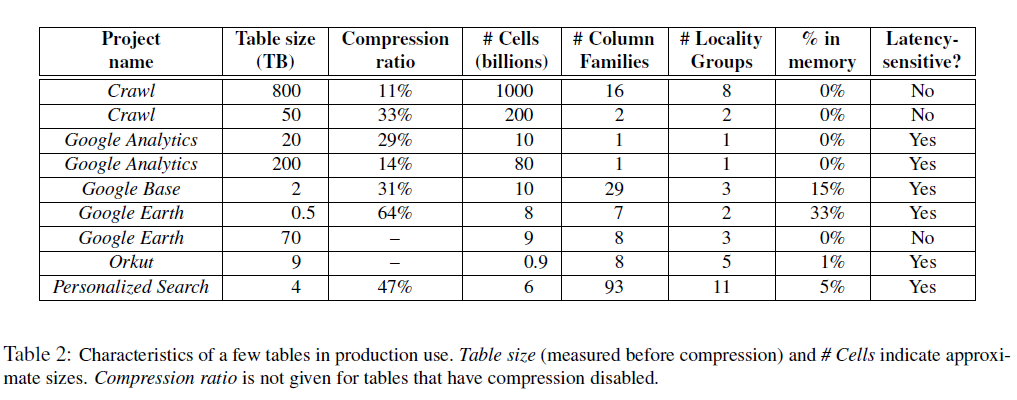 Project name Table size (TB) Compression ratio # Cells (billions) # Column Families # Locality Groups % in memory Latency-sensitive?
Crawl 800 11% 1000 16 8 0% No
Crawl 50 33% 200 2 2 0% No
Google Analytics 20 29% 10 1 1 0% Yes
Google Analytics 200 14% 80 1 1 0% Yes
Google Base 2 31% 10 29 3 15% Yes
Google Earth 0.5 64% 8 7 2 33% Yes
Google Earth 70 – 9 8 3 0% No
Orkut 9 – 0.9 8 5 1% Yes
Personalized Search 4 47% 6 93 11 5% Yes
Table 2: Characteristics of a few tables in production use. Table size (measured before compression) and # Cells indicate approxi-
mate sizes. Compression ratio is not given for tables that have compression disabled.